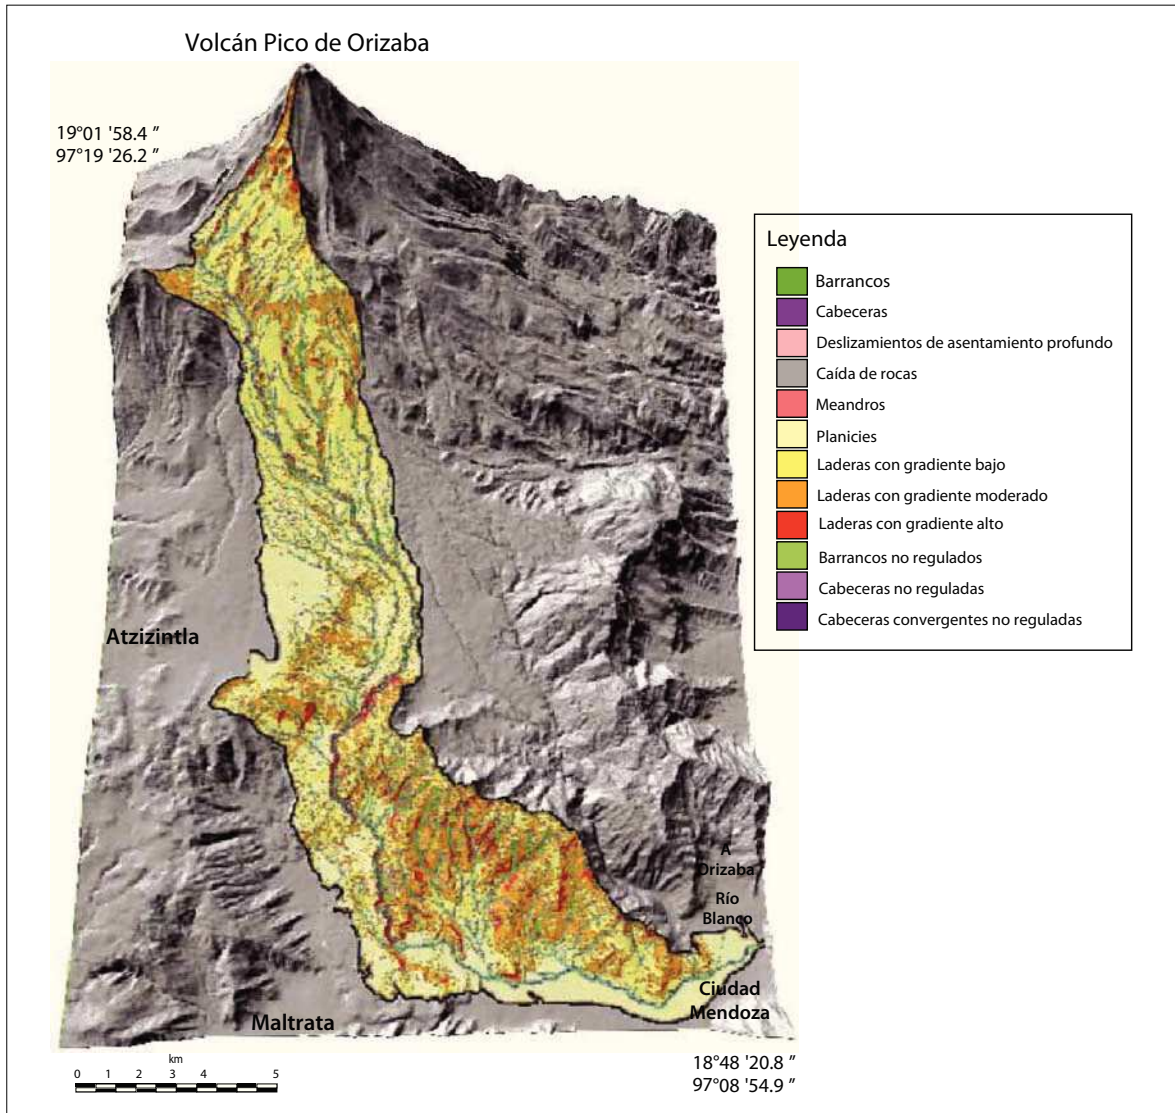 Volcán Pico de Orizaba
19°01 '58.4 ″
97°19 '26.2 ″
Leyenda
Barrancos
Cabeceras
Deslizamientos de asentamiento profundo
Caída de rocas
Meandros
Planicies
Laderas con gradiente bajo
Laderas con gradiente moderado
Laderas con gradiente alto
Barrancos no regulados
Cabeceras no reguladas
Cabeceras convergentes no reguladas
Atzizintla
A
Orizaba
Río
Blanco
Ciudad
Mendoza
Maltrata
km
0 1 2 3 4 5
18°48 '20.8 ″
97°08 '54.9 ″